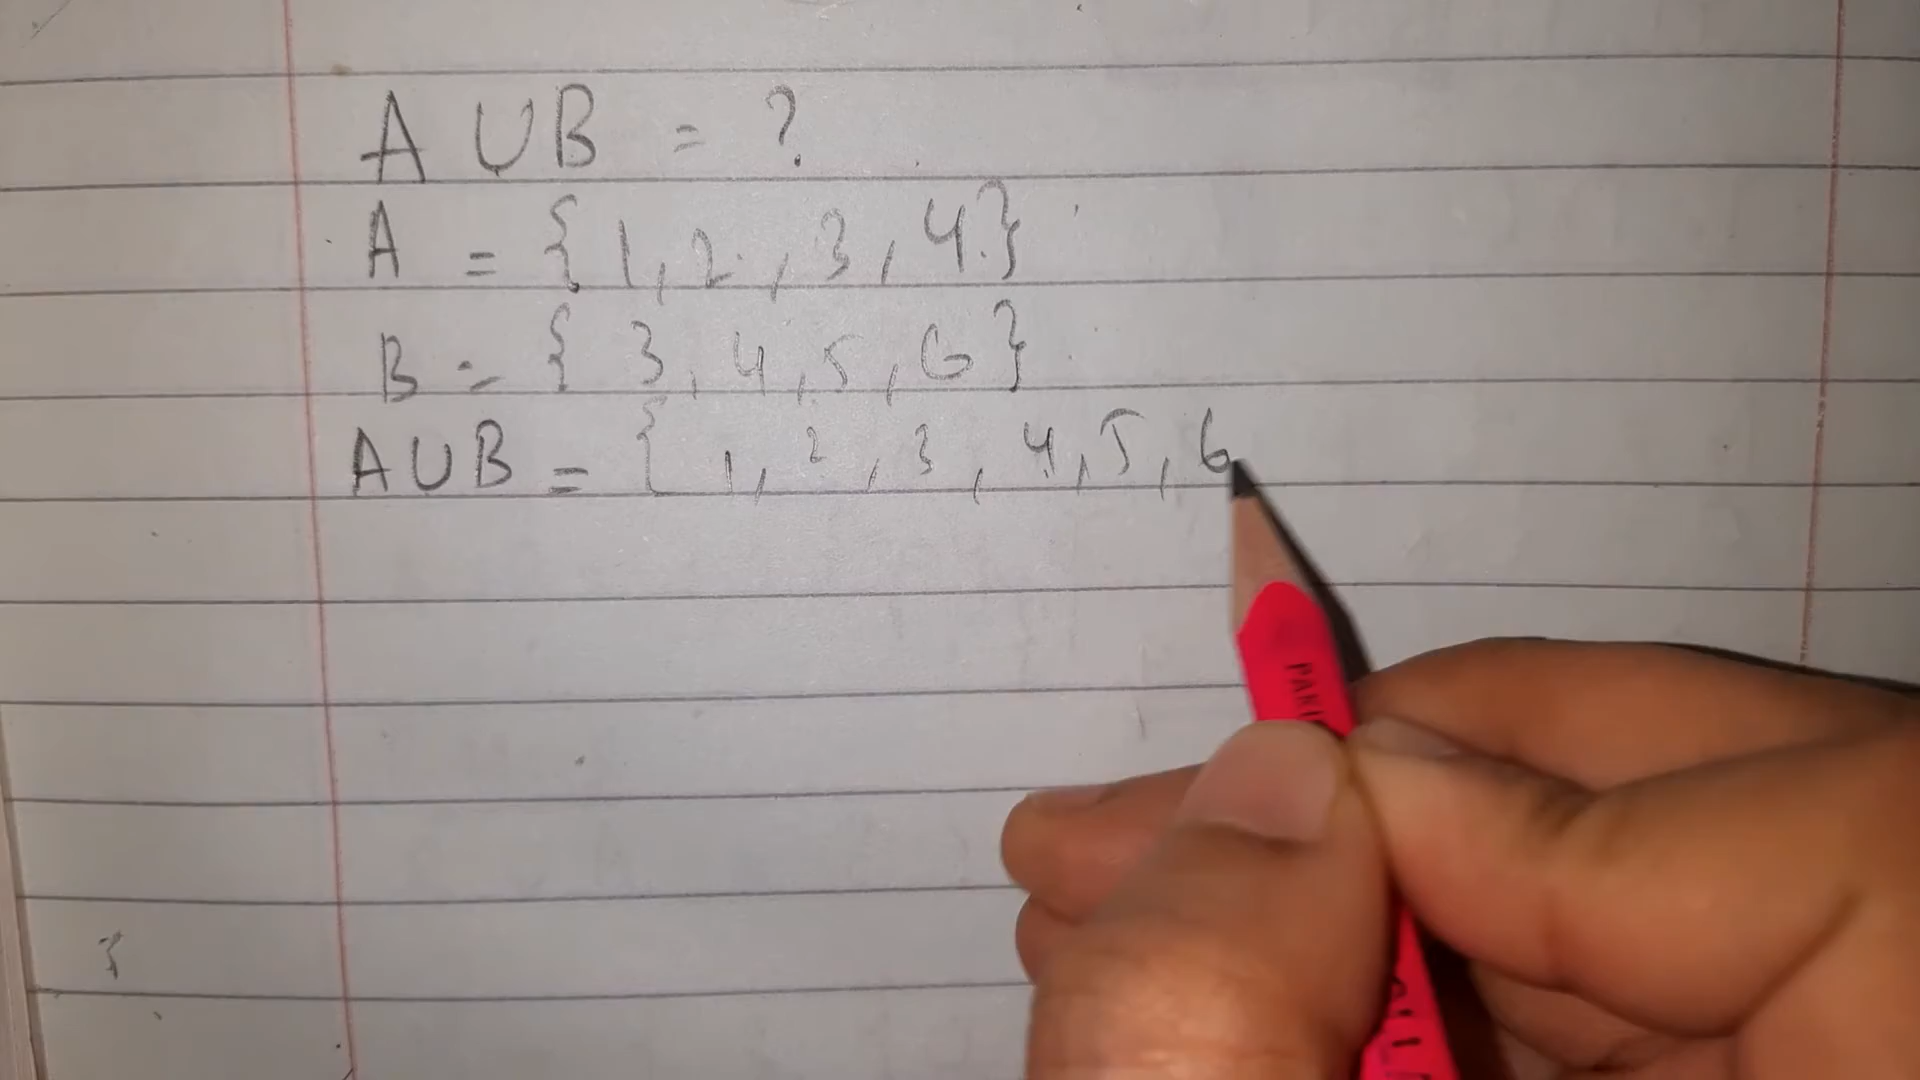 A ∪ B = ?
A = {1, 2, 3, 4}
B = { 3, 4, 5, 6}
A ∪ B = { 1, 2, 3, 4, 5, 6